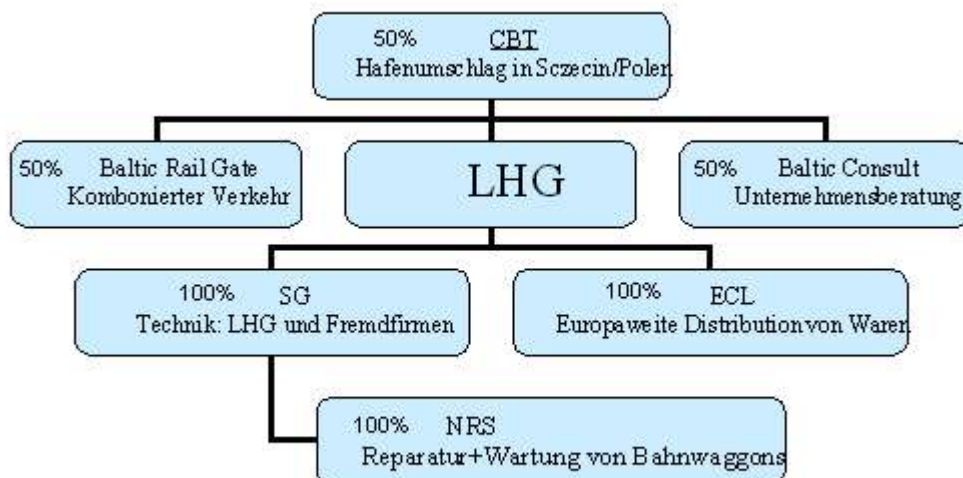 50% CBT
Hafenumschlag in Sczecin/Polen
50% Baltic Rail Gate
Kombonierter Verkehr
LHG
50% Baltic Consult
Unternehmensberatung
100% SG
Technik: LHG und Fremdfirmen
100% ECL
Europaweite Distribution von Waren
100% NRS
Reparatur+Wartung von Bahnwaggons